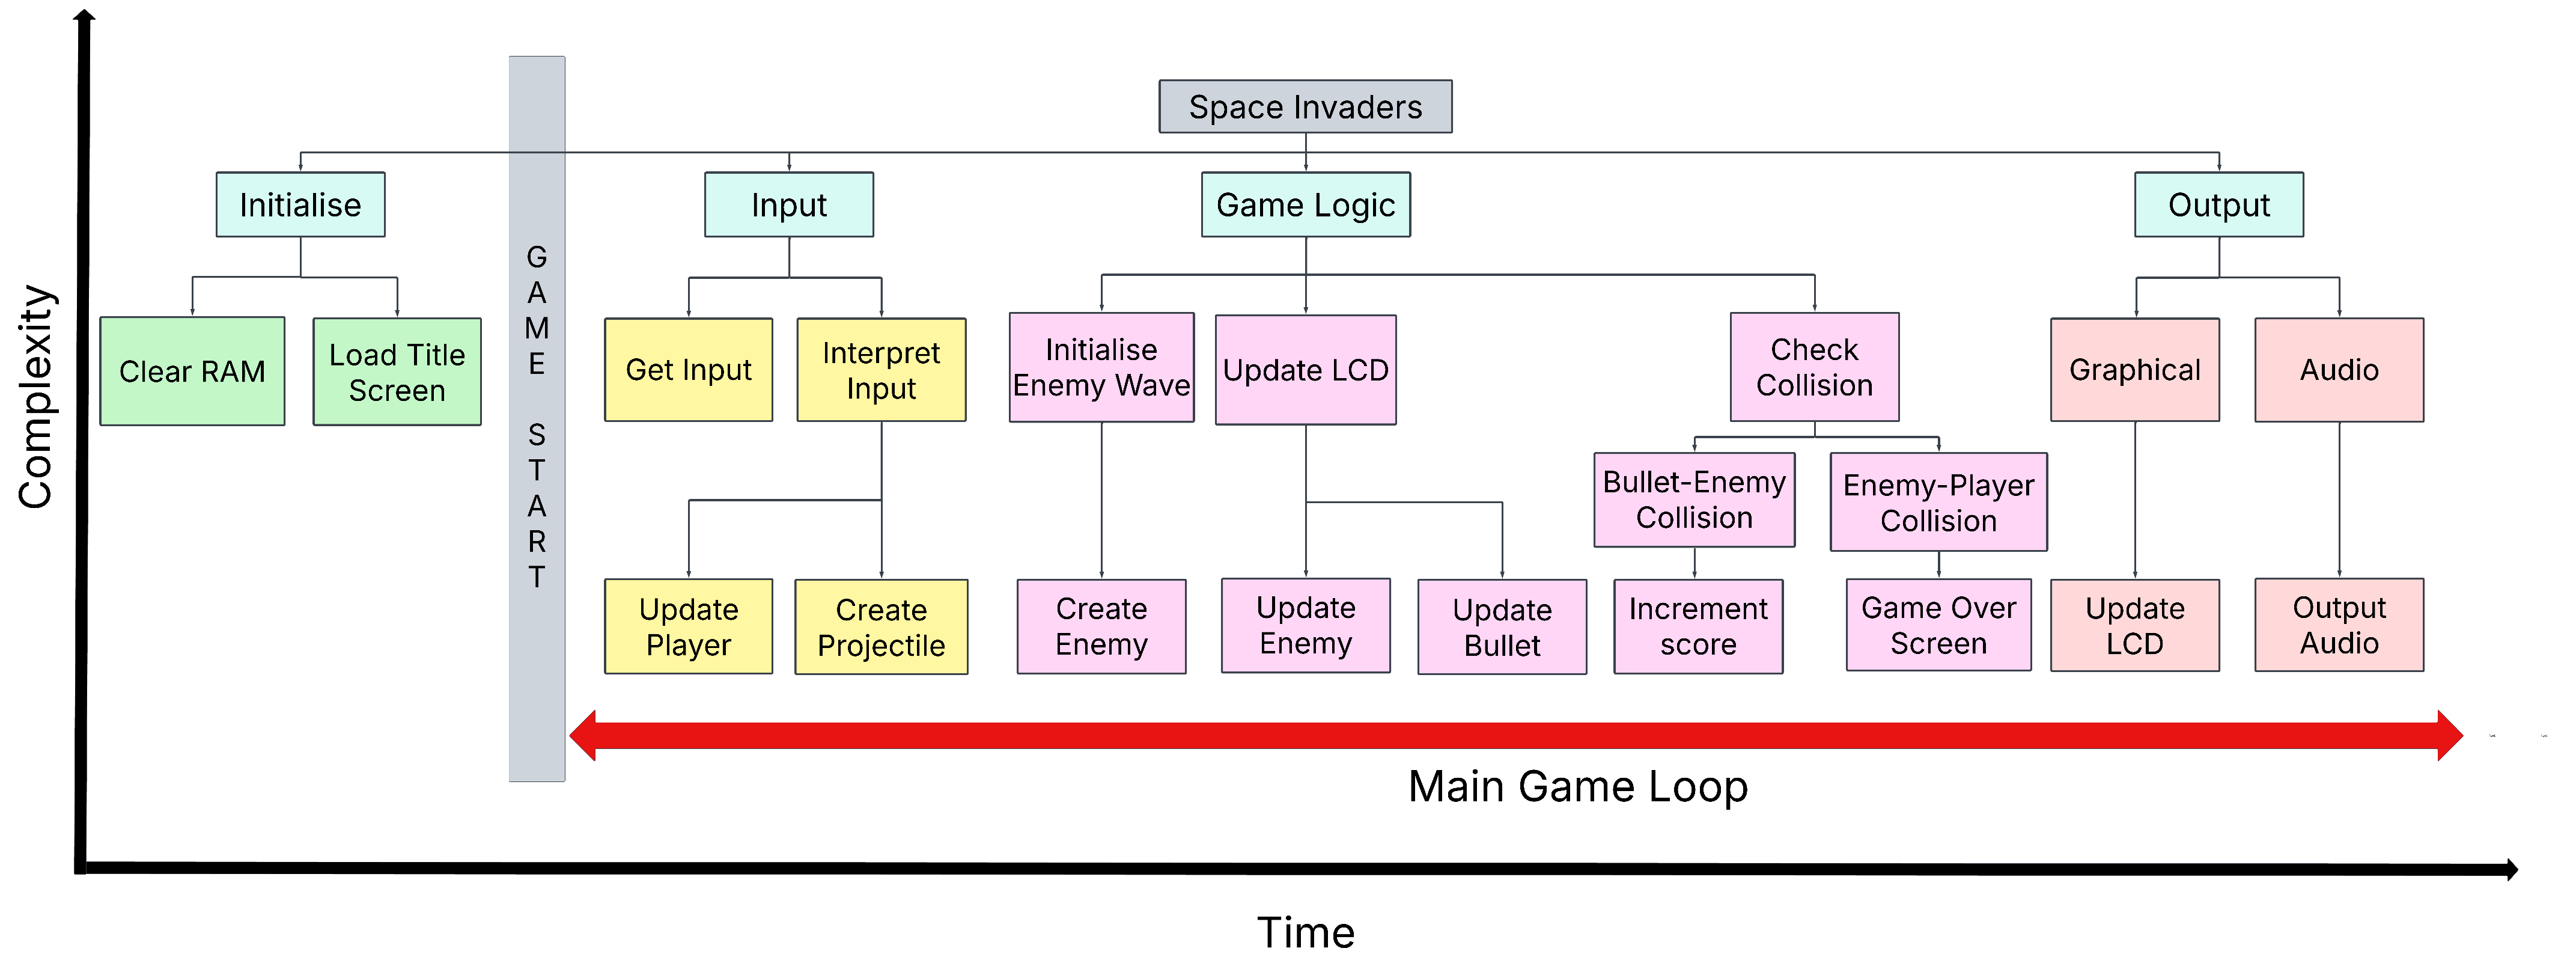 Space Invaders
Initialise
Input
Game Logic
Output
Clear RAM
Load Title
Screen
G
A
M
E
S
T
A
R
T
Get Input
Interpret
Input
Initialise
Enemy Wave
Update LCD
Check
Collision
Graphical
Audio
Bullet-Enemy
Collision
Enemy-Player
Collision
Update
Player
Create
Projectile
Create
Enemy
Update
Enemy
Update
Bullet
Increment
score
Game Over
Screen
Update
LCD
Output
Audio
Main Game Loop
Complexity
Time